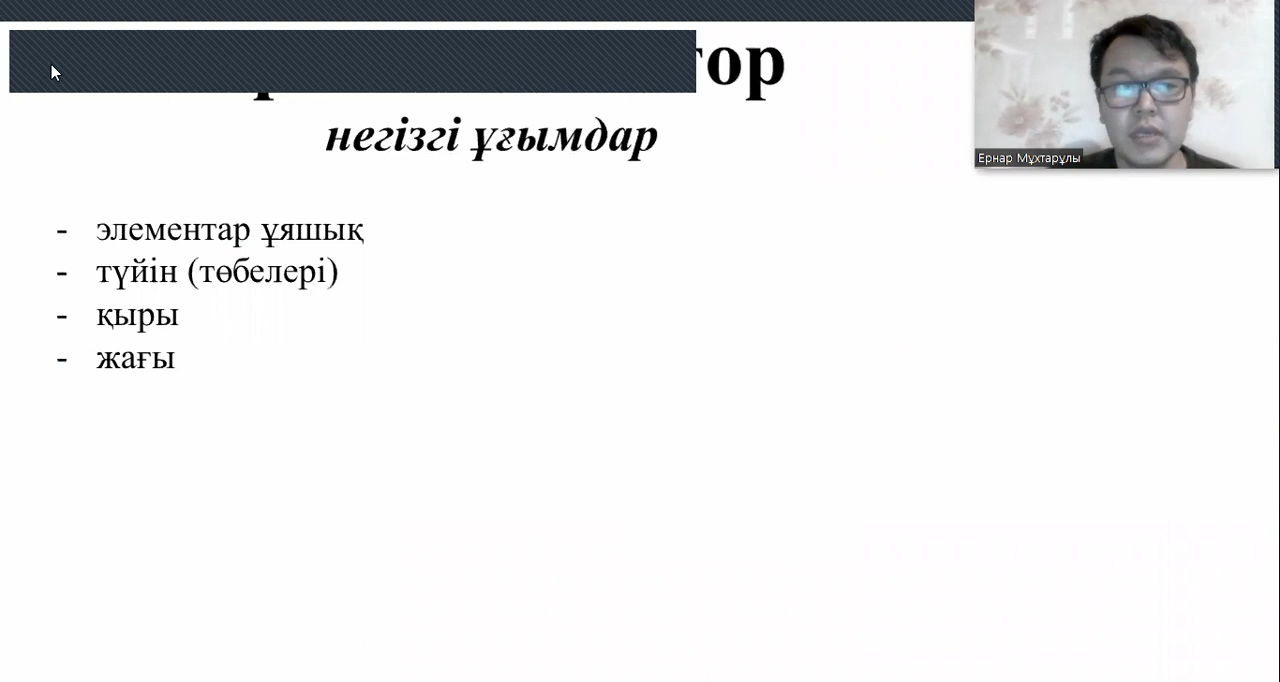 тор
негізгі ұғымдар
Ернар Мұхтарұлы
- элементар ұяшық
- түйін (төбелері)
- қыры
- жағы